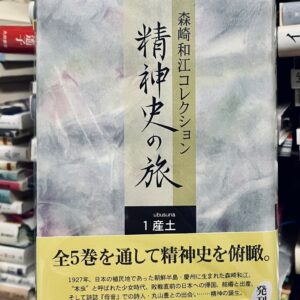 森崎和江コレクション
精神史の旅
ubusuna
1 産土
全5巻を通して精神史を俯瞰。
1927年、日本の植民地であった朝鮮半島・慶州に生まれた森崎和江。
"本虫"と呼ばれた少女時代、敗戦直前の日本への帰国、結婚と出産、
そして詩誌『母音』での詩人・丸山豊との出会い……精神の誕生。
発刊